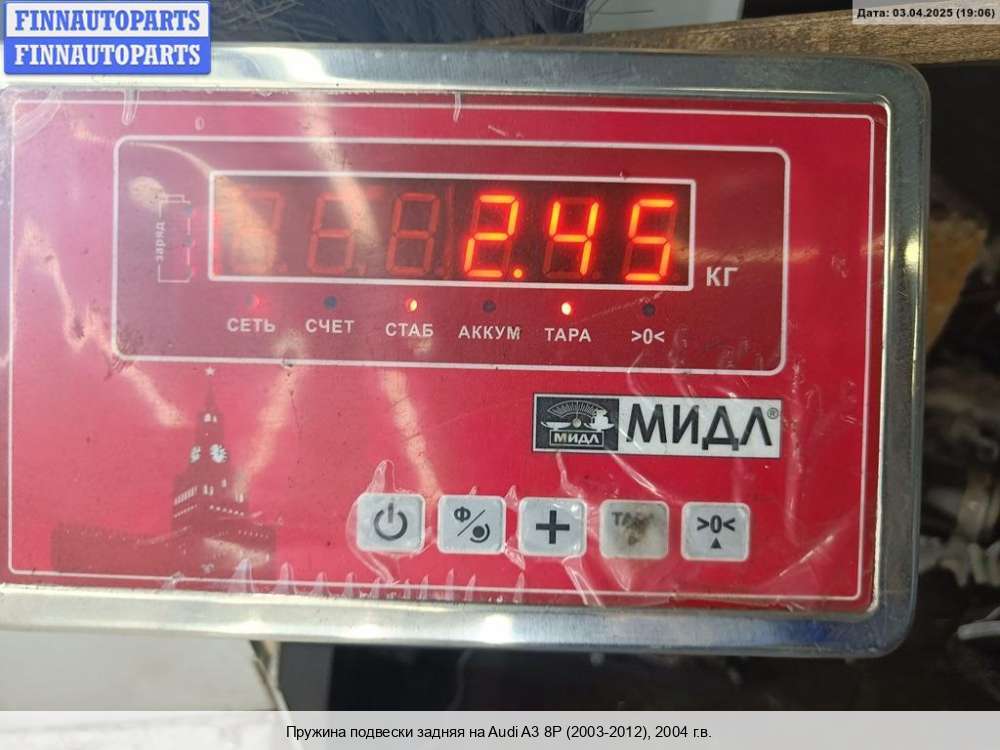 FINNAUTOPARTS
FINNAUTOPARTS
Дата: 03.04.2025 (19:06)
заряд
2.45
КГ
СЕТЬ СЧЕТ СТАБ АККУМ ТАРА >0<
МИДЛ МИДЛ®
Ф/ + >0<
Пружина подвески задняя на Audi A3 8P (2003-2012), 2004 г.в.